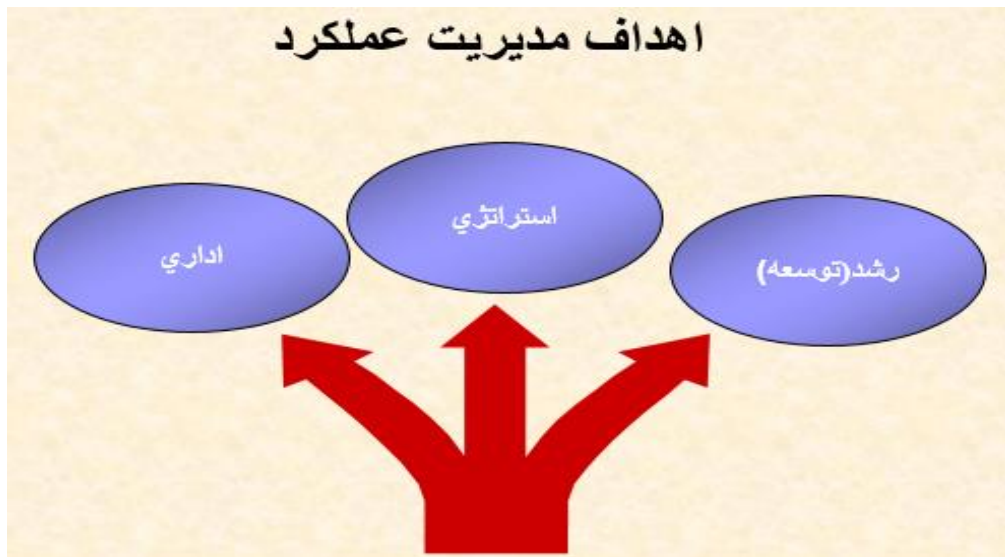 اهداف مديريت عملكرد
رشد(توسعه)
استراتژي
اداري